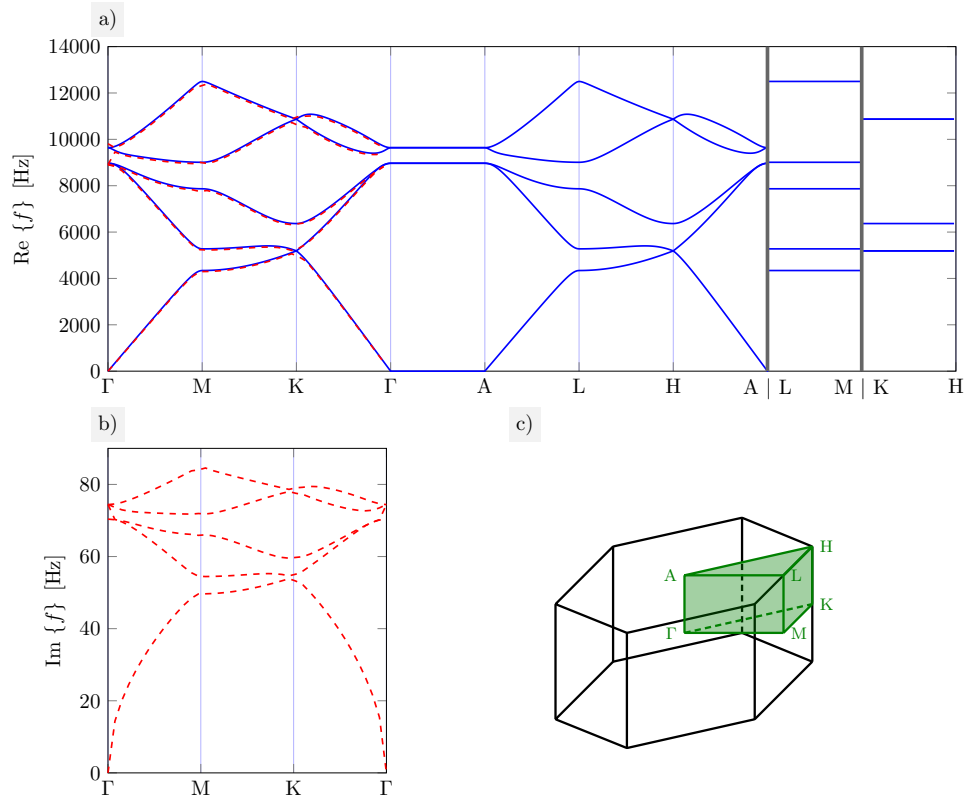 a)
Re {f} [Hz]
14000
12000
10000
8000
6000
4000
2000
0
Γ M K Γ A L H A | L M | K H
b)
Im {f} [Hz]
80
60
40
20
0
Γ M K Γ
c)
H
A L
K
Γ M